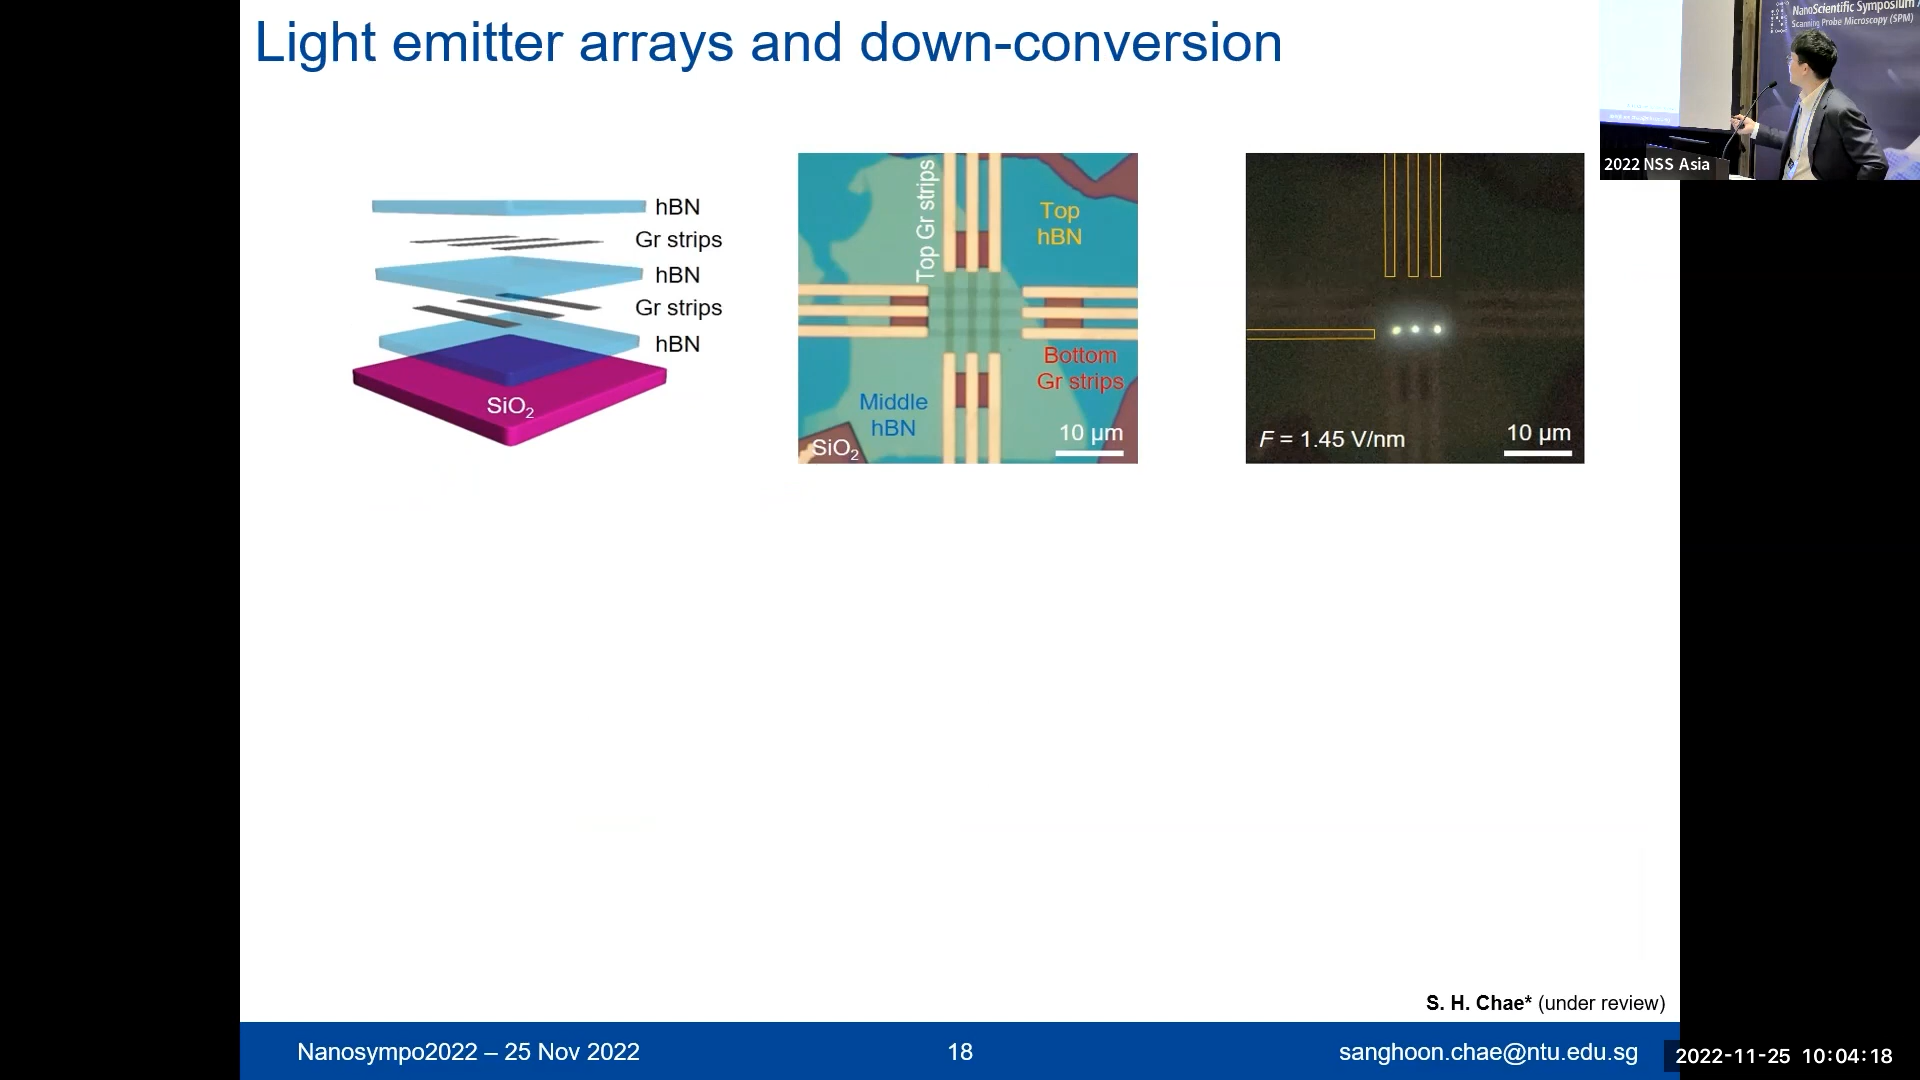 Light emitter arrays and down-conversion
NanoScientific Symposium
Scanning Probe Microscopy (SPM)
2022 NSS Asia
hBN
Gr strips
hBN
Gr strips
hBN
SiO₂
Top Gr strips
Top
hBN
Bottom
Gr strips
Middle
hBN
SiO₂
10 μm
F = 1.45 V/nm
10 μm
S. H. Chae* (under review)
Nanosympo2022 – 25 Nov 2022
18
sanghoon.chae@ntu.edu.sg
2022-11-25 10:04:18